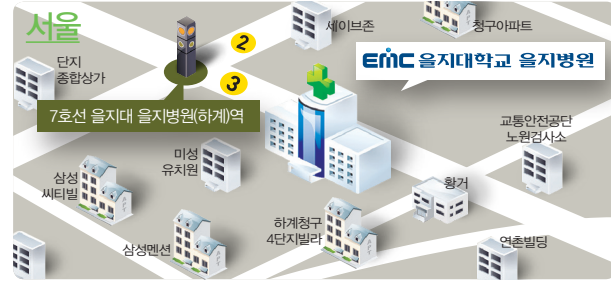 서울
2
세이브존
청구아파트
EMC 을지대학교 을지병원
단지
종합상가
3
7호선 을지대 을지병원(하계)역
교통안전공단
노원검사소
미성
유치원
삼성
씨티빌
황거
하계청구
4단지빌라
삼성멘션
연촌빌딩